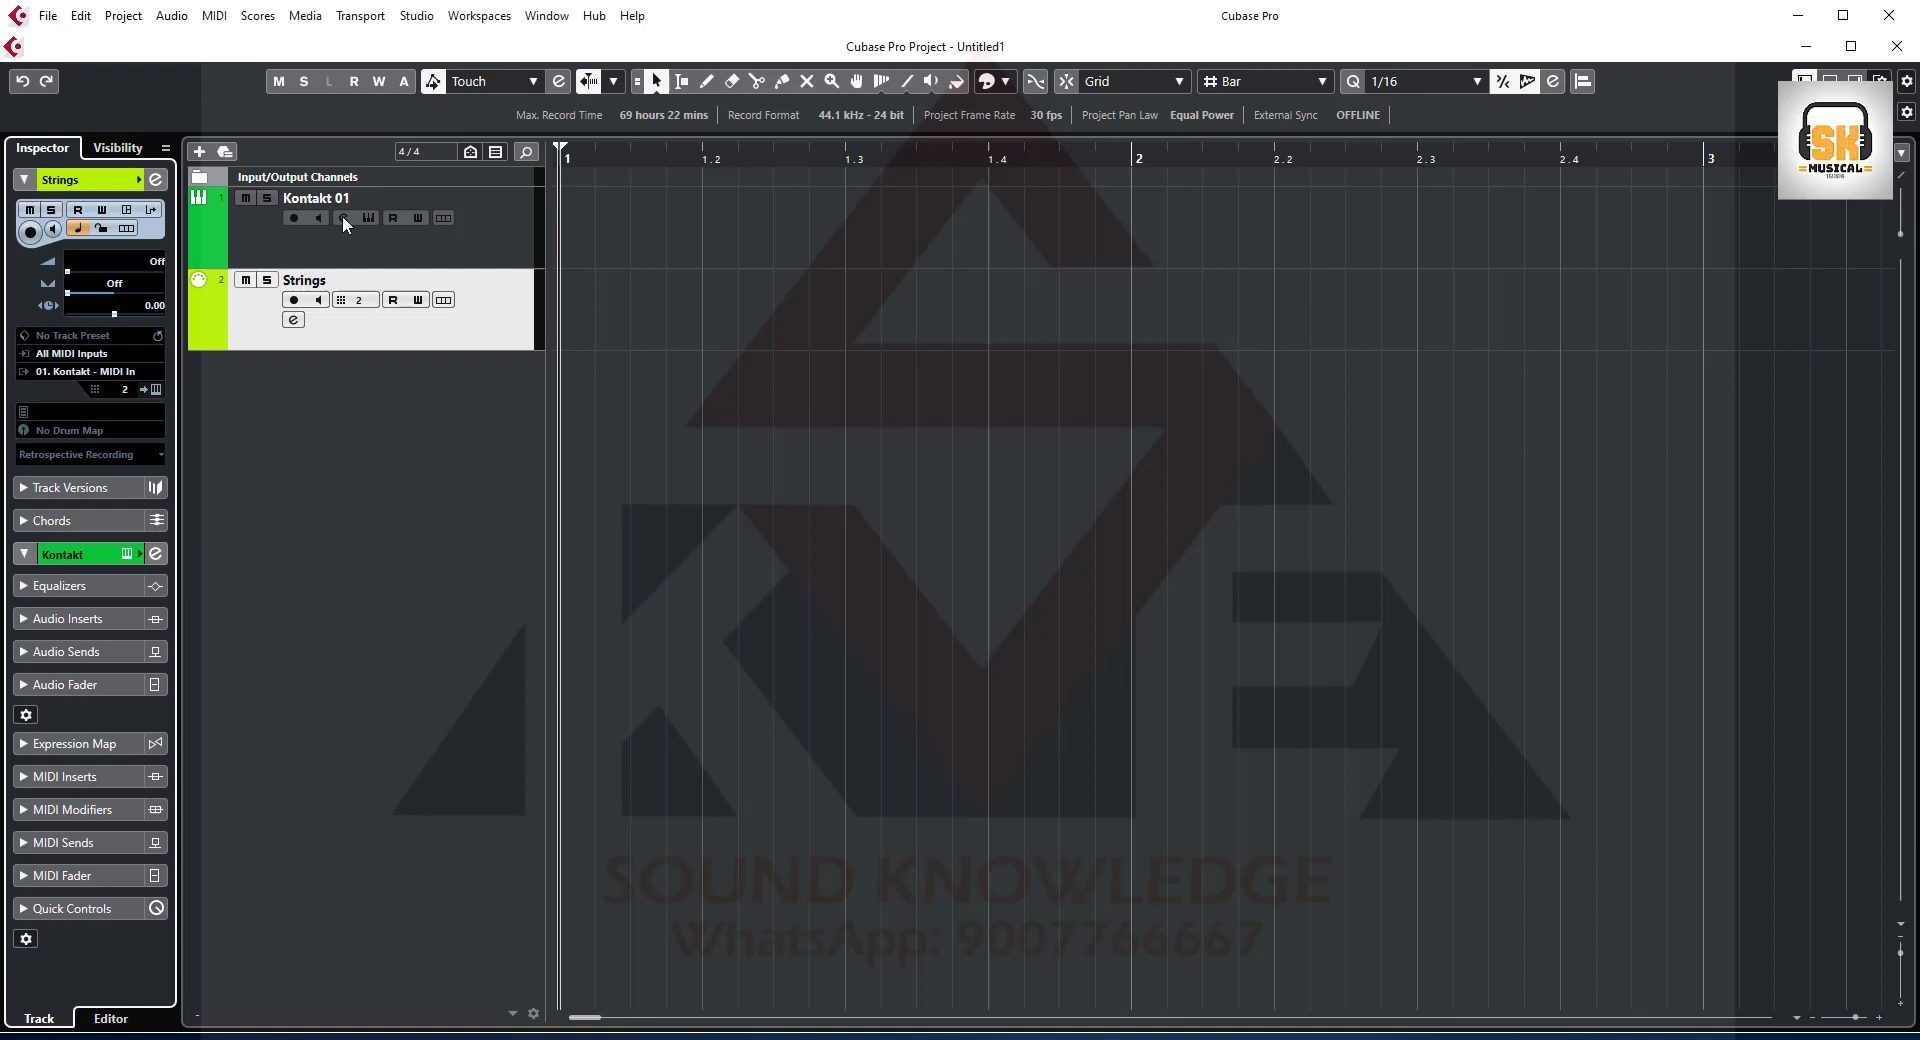 File Edit Project Audio MIDI Scores Media Transport Studio Workspaces Window Hub Help
Cubase Pro
Cubase Pro Project - Untitled1
M S L R W A
Touch
Grid
Bar
Q 1/16
Max. Record Time 69 hours 22 mins
Record Format 44.1 kHz - 24 bit
Project Frame Rate 30 fps
Project Pan Law Equal Power
External Sync OFFLINE
SK
MUSICAL
LEARNING
Inspector
Visibility
4 / 4
1 1.2 1.3 1.4 2 2.2 2.3 2.4 3
Strings
M S R W
Off
Off
0.00
No Track Preset
All MIDI Inputs
01. Kontakt - MIDI In
2
No Drum Map
Retrospective Recording
Track Versions
Chords
Kontakt
Equalizers
Audio Inserts
Audio Sends
Audio Fader
Expression Map
MIDI Inserts
MIDI Modifiers
MIDI Sends
MIDI Fader
Quick Controls
Track
Editor
Input/Output Channels
1 M S Kontakt 01
R W
2 M S Strings
2 R W
SOUND KNOWLEDGE
WhatsApp: 9007766667